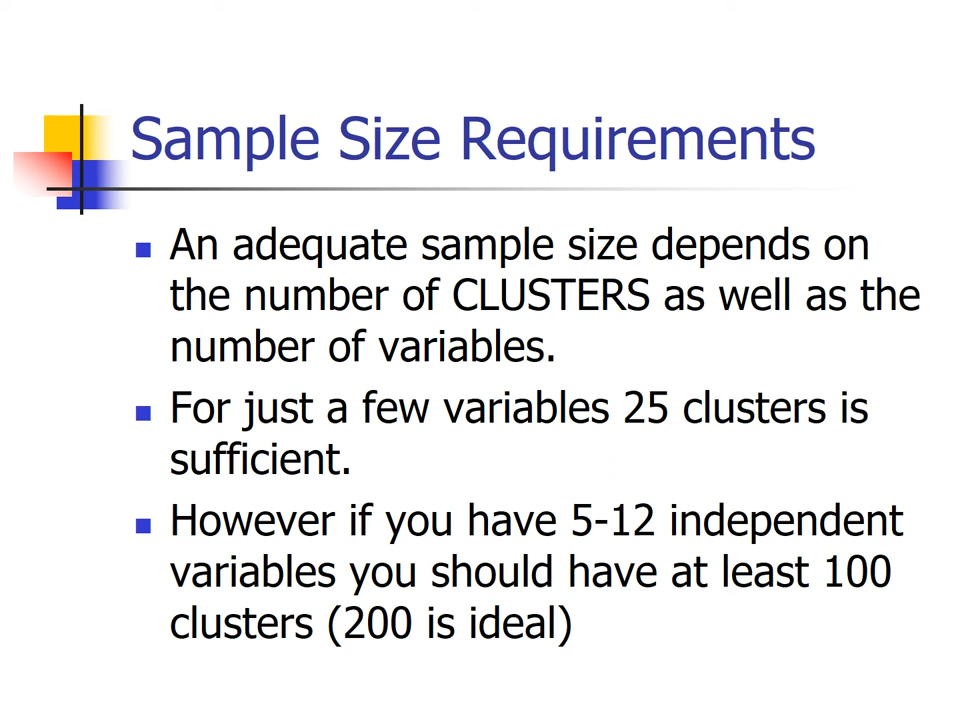 Sample Size Requirements
An adequate sample size depends on
the number of CLUSTERS as well as the
number of variables.
For just a few variables 25 clusters is
sufficient.
However if you have 5-12 independent
variables you should have at least 100
clusters (200 is ideal)